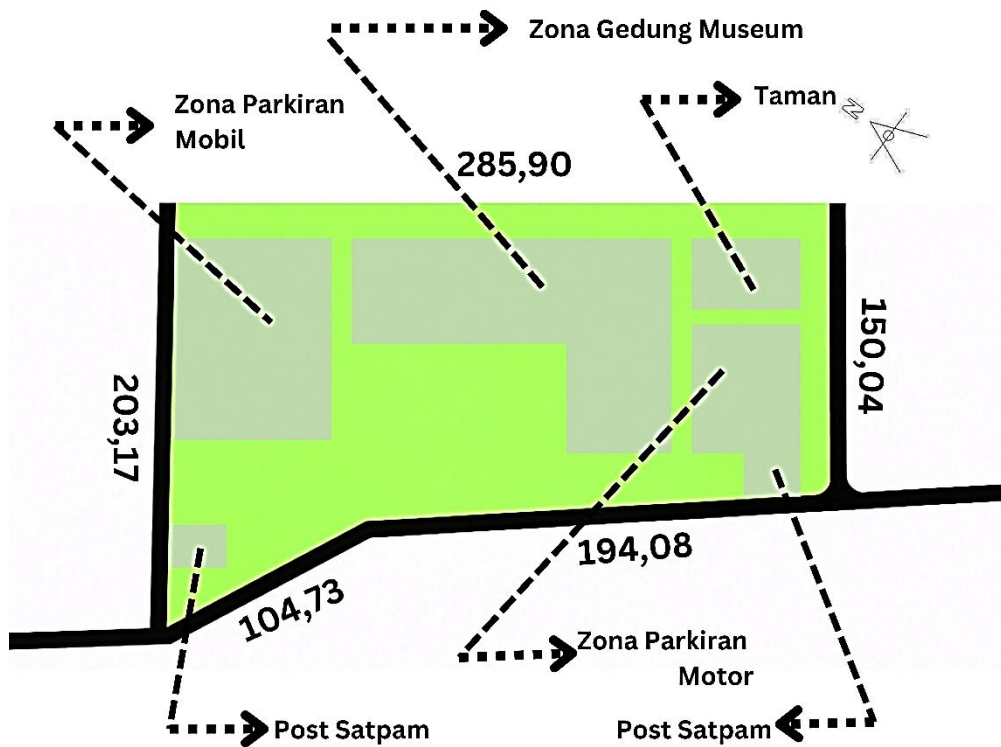 Zona Gedung Museum
Taman
N
Zona Parkiran
Mobil
285,90
150,04
203,17
194,08
104,73
Zona Parkiran
Motor
Post Satpam
Post Satpam